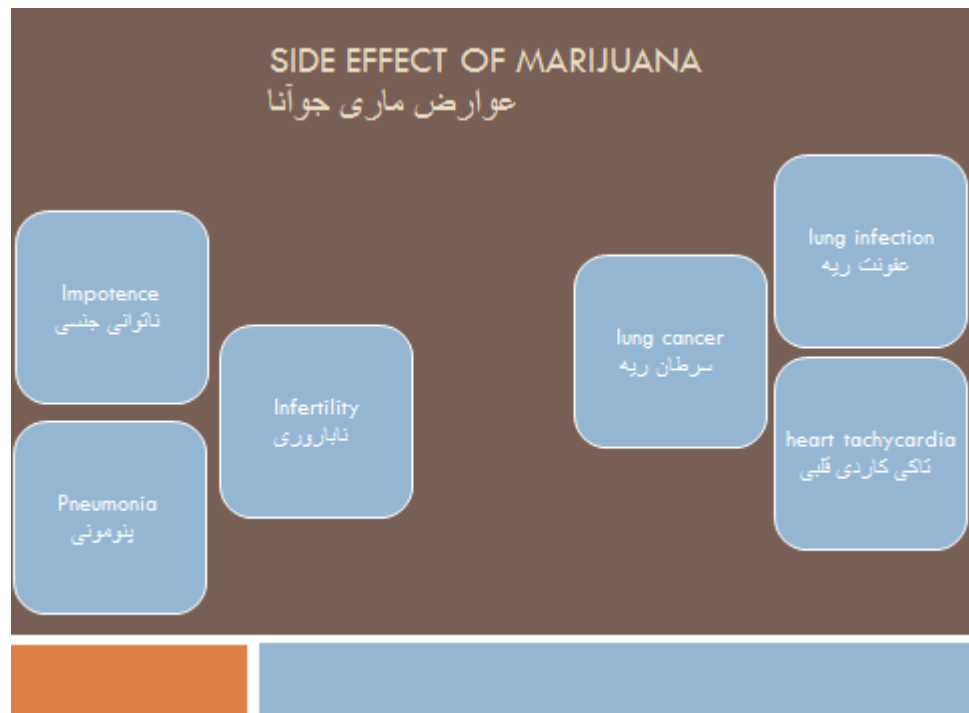 SIDE EFFECT OF MARIJUANA
عوارض ماری جوآنا
Impotence
ناتوانی جنسی
Infertility
ناباروری
Pneumonia
پنومونی
lung infection
عفونت ریه
lung cancer
سرطان ریه
heart tachycardia
تاکی کاردی قلبی